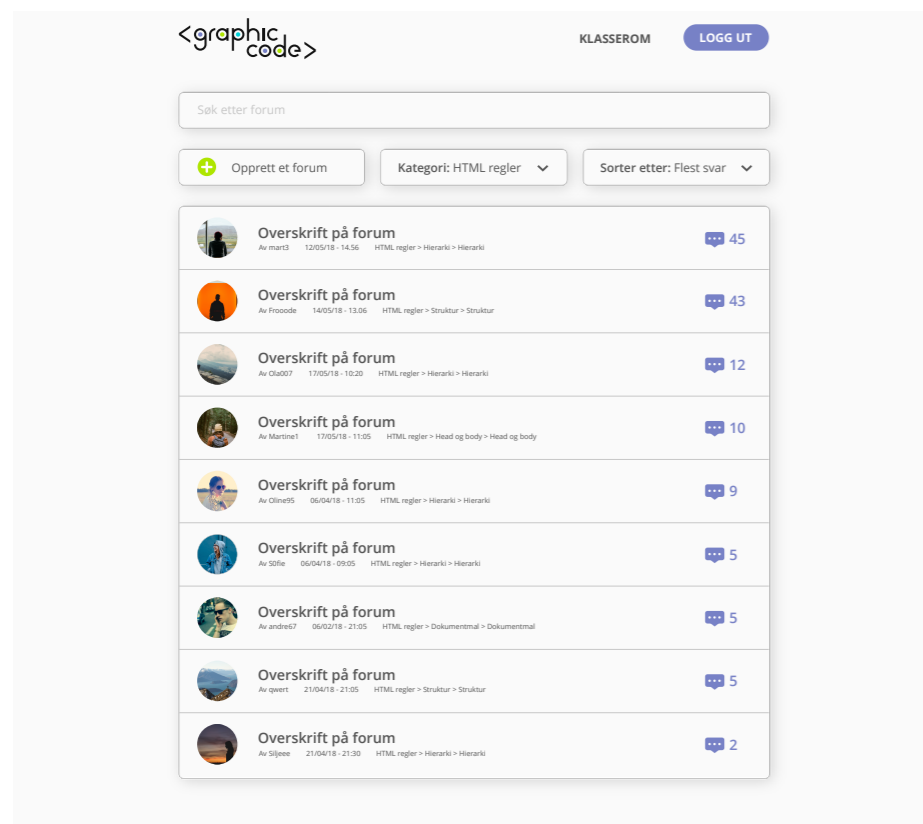 <graphic
code>
KLASSEROM
LOGG UT
Søk etter forum
Opprett et forum
Kategori: HTML regler
Sorter etter: Flest svar
Overskrift på forum
45
Av mart3 12/05/18 - 14.56 HTML regler > Hierarki > Hierarki
Overskrift på forum
43
Av Frooode 14/05/18 - 13.06 HTML regler > Struktur > Struktur
Overskrift på forum
12
Av Ola007 17/05/18 - 10:20 HTML regler > Hierarki > Hierarki
Overskrift på forum
10
Av Martine1 17/05/18 - 11:05 HTML regler > Head og body > Head og body
Overskrift på forum
9
Av Oline95 06/04/18 - 11:05 HTML regler > Hierarki > Hierarki
Overskrift på forum
5
Av S0fie 06/04/18 - 09:05 HTML regler > Hierarki > Hierarki
Overskrift på forum
5
Av andre67 06/02/18 - 21:05 HTML regler > Dokumentmal > Dokumentmal
Overskrift på forum
5
Av qwert 21/04/18 - 21:05 HTML regler > Struktur > Struktur
Overskrift på forum
2
Av Siljeee 21/04/18 - 21:30 HTML regler > Hierarki > Hierarki